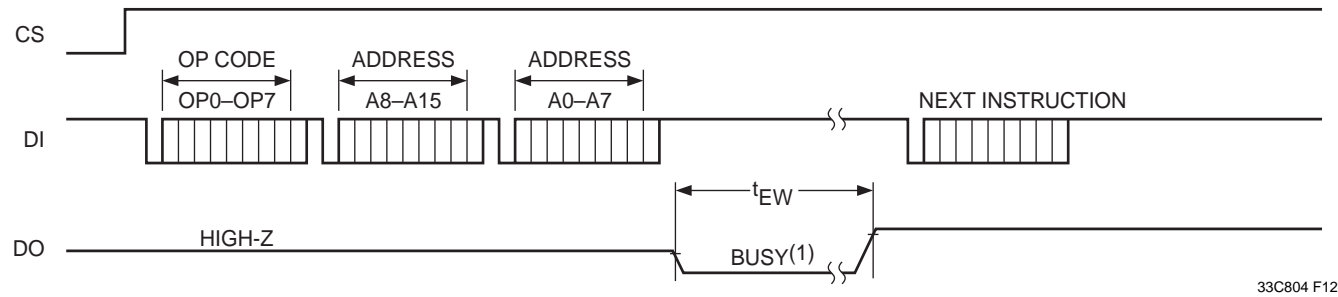 CS
OP CODE
ADDRESS
ADDRESS
OP0–OP7
A8–A15
A0–A7
NEXT INSTRUCTION
DI
tEW
HIGH-Z
DO
BUSY(1)
33C804 F12